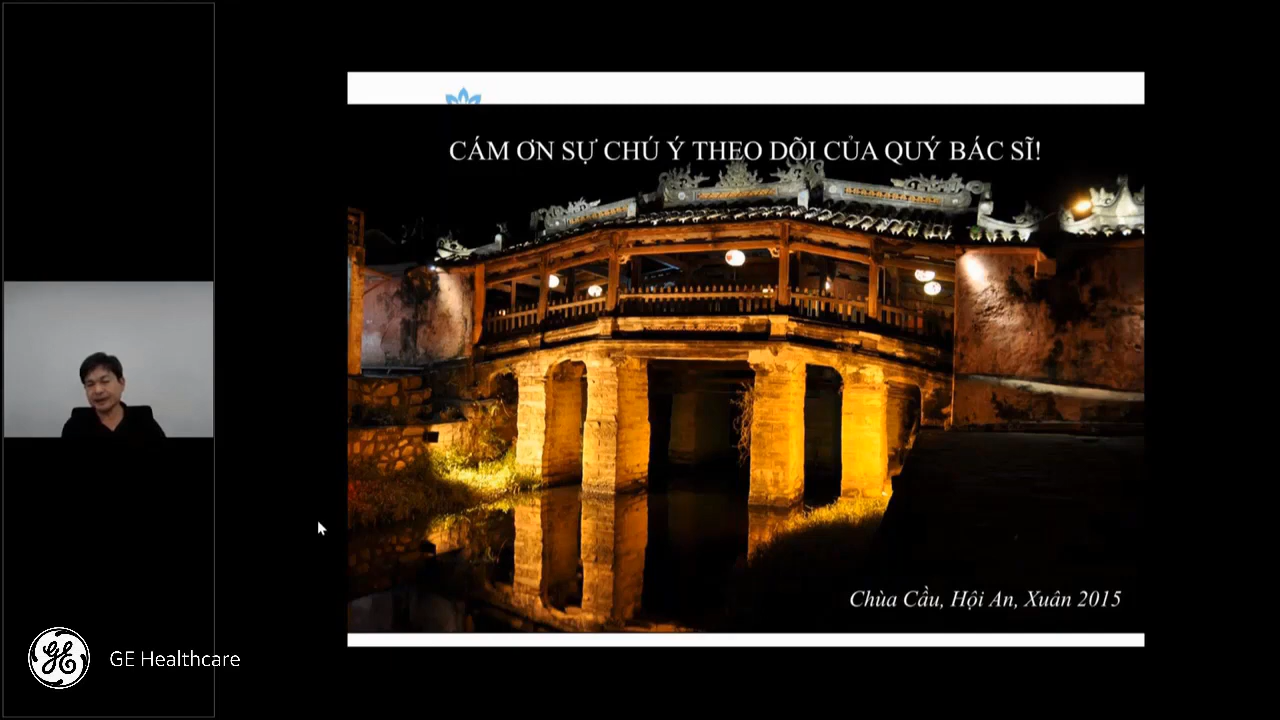 CÁM ƠN SỰ CHÚ Ý THEO DÕI CỦA QUÝ BÁC SĨ!
Chùa Cầu, Hội An, Xuân 2015
GE Healthcare